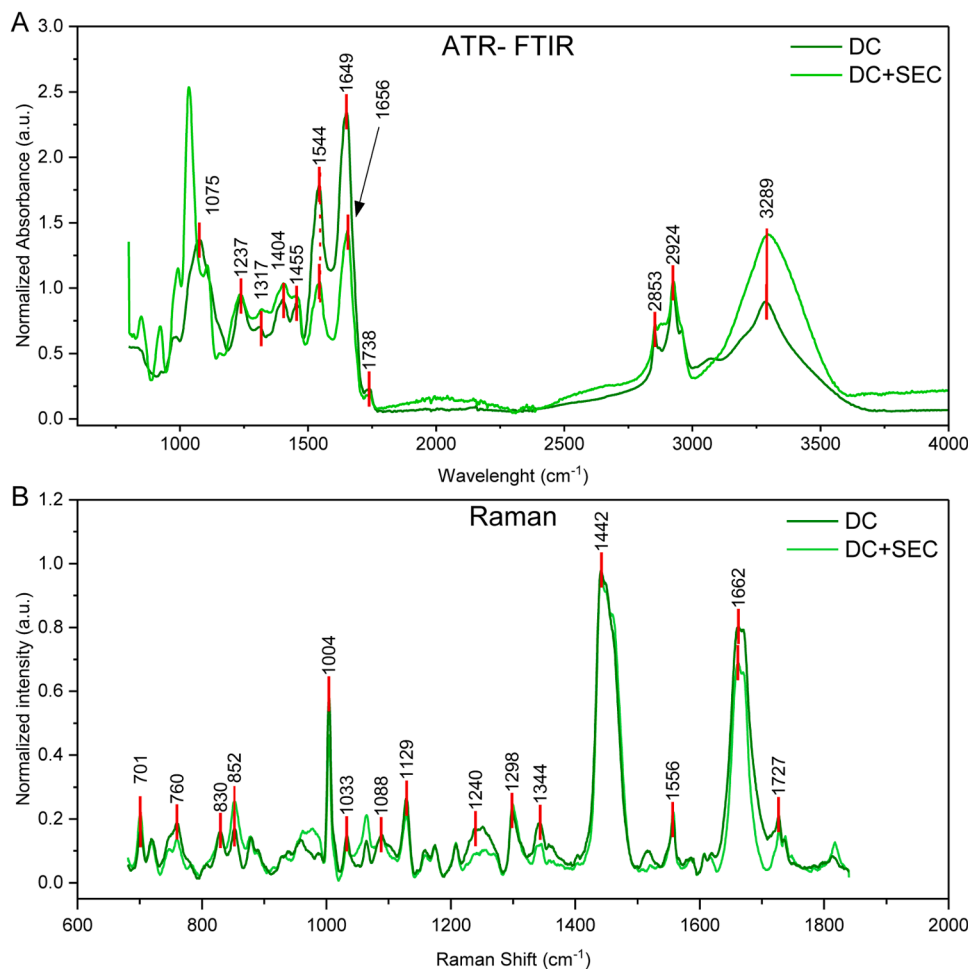 A
ATR- FTIR
DC
DC+SEC
3.0
2.5
2.0
1.5
1.0
0.5
0.0
Normalized Absorbance (a.u.)
1075
1237
1317
1404
1455
1544
1649
1656
1738
2853
2924
3289
1000 1500 2000 2500 3000 3500 4000
Wavelenght (cm-1)
B
Raman
DC
DC+SEC
1.2
1.0
0.8
0.6
0.4
0.2
0.0
Normalized intensity (a.u.)
701
760
830
852
1004
1033
1088
1129
1240
1298
1344
1442
1556
1662
1727
600 800 1000 1200 1400 1600 1800 2000
Raman Shift (cm-1)